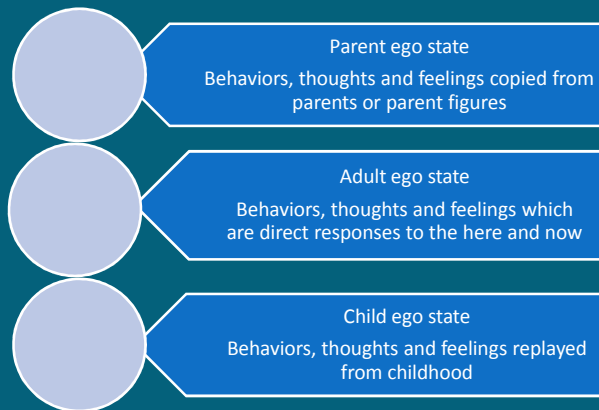 Parent ego state
Behaviors, thoughts and feelings copied from
parents or parent figures
Adult ego state
Behaviors, thoughts and feelings which
are direct responses to the here and now
Child ego state
Behaviors, thoughts and feelings replayed
from childhood